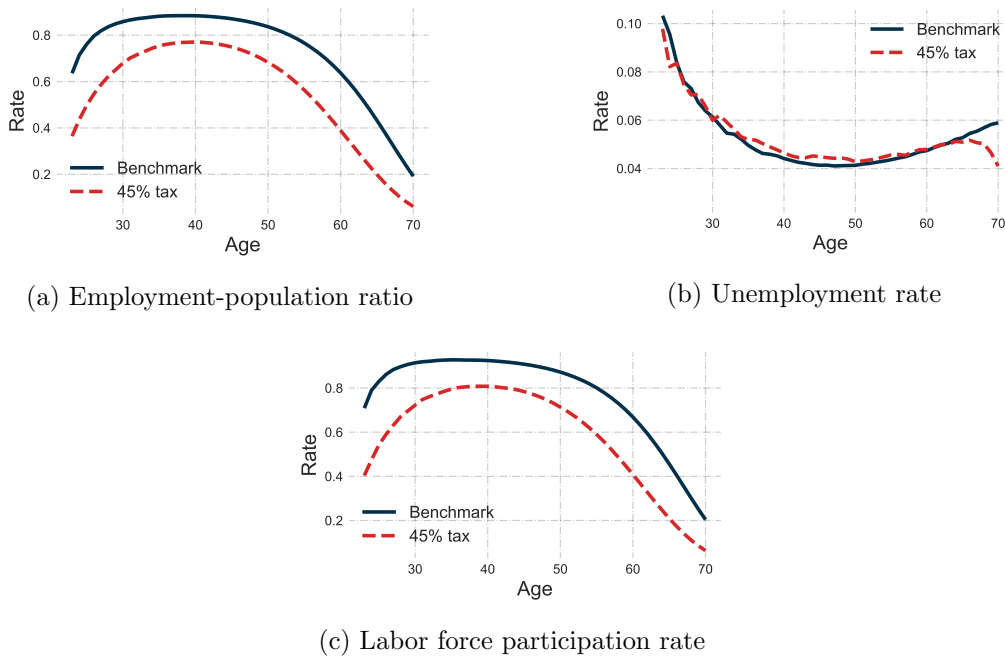 Rate
0.8
0.6
0.4
0.2
Benchmark
45% tax
30 40 50 60 70
Age
(a) Employment-population ratio
Rate
0.10
0.08
0.06
0.04
Benchmark
45% tax
30 40 50 60 70
Age
(b) Unemployment rate
Rate
0.8
0.6
0.4
0.2
Benchmark
45% tax
30 40 50 60 70
Age
(c) Labor force participation rate